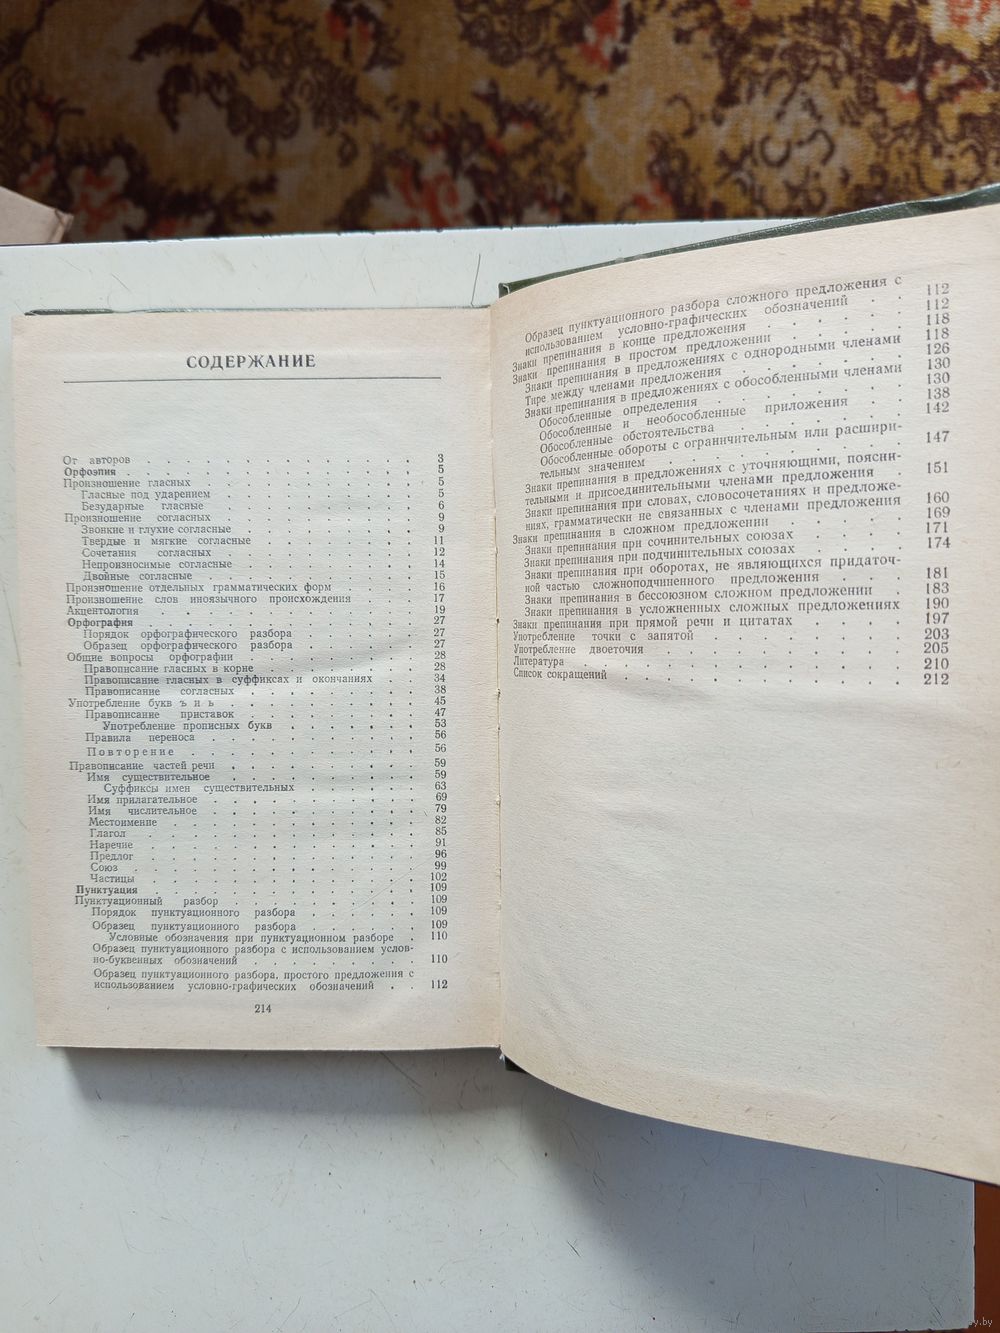 СОДЕРЖАНИЕ
От авторов . . . . . . . . . . . . 3
Орфоэпия . . . . . . . . . . . . 5
Произношение гласных . . . . . . . . . . 5
Гласные под ударением . . . . . . . . . 5
Безударные гласные . . . . . . . . . 6
Произношение согласных . . . . . . . . . 9
Звонкие и глухие согласные . . . . . . . . 9
Твердые и мягкие согласные . . . . . . . 11
Сочетания согласных . . . . . . . . . 12
Непроизносимые согласные . . . . . . . . 14
Двойные согласные . . . . . . . . . 15
Произношение отдельных грамматических форм . . . . 16
Произношение слов иноязычного происхождения . . . 17
Акцентология . . . . . . . . . . . . 19
Орфография . . . . . . . . . . . . 27
Порядок орфографического разбора . . . . . . 27
Образец орфографического разбора . . . . . . 27
Общие вопросы орфографии . . . . . . . . 28
Правописание гласных в корне . . . . . . . 28
Правописание гласных в суффиксах и окончаниях . . 34
Правописание согласных . . . . . . . . 38
Употребление букв ъ и ь . . . . . . . . . 45
Правописание приставок . . . . . . . . 47
Употребление прописных букв . . . . . . 53
Правила переноса . . . . . . . . . 56
Повторение . . . . . . . . . . 56
Правописание частей речи . . . . . . . . . 59
Имя существительное . . . . . . . . . 59
Суффиксы имен существительных . . . . . 63
Имя прилагательное . . . . . . . . . 69
Имя числительное . . . . . . . . . 79
Местоимение . . . . . . . . . . . 82
Глагол . . . . . . . . . . . . 85
Наречие . . . . . . . . . . . . 91
Предлог . . . . . . . . . . . . 96
Союз . . . . . . . . . . . . . 99
Частицы . . . . . . . . . . . . 102
Пунктуация . . . . . . . . . . . . 109
Пунктуационный разбор . . . . . . . . . 109
Порядок пунктуационного разбора . . . . . . 109
Образец пунктуационного разбора . . . . . . 109
Условные обозначения при пунктуационном разборе . 110
Образец пунктуационного разбора с использованием услов-
но-буквенных обозначений . . . . . . . . 110
Образец пунктуационного разбора, простого предложения с
использованием условно-графических обозначений . . 112
214
Образец пунктуационного разбора сложного предложения с
использованием условно-графических обозначений . . 112
Знаки препинания в конце предложения . . . . . 112
Знаки препинания в простом предложении . . . . . 118
Знаки препинания в предложениях с однородными членами 118
Тире между членами предложения . . . . . . 126
Знаки препинания в предложениях с обособленными членами 130
Обособленные определения . . . . . . . 130
Обособленные и необособленные приложения . . 138
Обособленные обстоятельства . . . . . . 142
Обособленные обороты с ограничительным или расшири-
тельным значением . . . . . . . . . 147
Знаки препинания в предложениях с уточняющими, поясни-
тельными и присоединительными членами предложения . 151
Знаки препинания при словах, словосочетаниях и предложе-
ниях, грамматически не связанных с членами предложения 160
Знаки препинания в сложном предложении . . . . . 169
Знаки препинания при сочинительных союзах . . . . 171
Знаки препинания при подчинительных союзах . . . . 174
Знаки препинания при оборотах, не являющихся придаточ-
ной частью сложноподчиненного предложения . . . 181
Знаки препинания в бессоюзном сложном предложении . 183
Знаки препинания в усложненных сложных предложениях 190
Знаки препинания при прямой речи и цитатах . . . . 197
Употребление точки с запятой . . . . . . . . 203
Употребление двоеточия . . . . . . . . . 205
Литература . . . . . . . . . . . . 210
Список сокращений . . . . . . . . . . 212